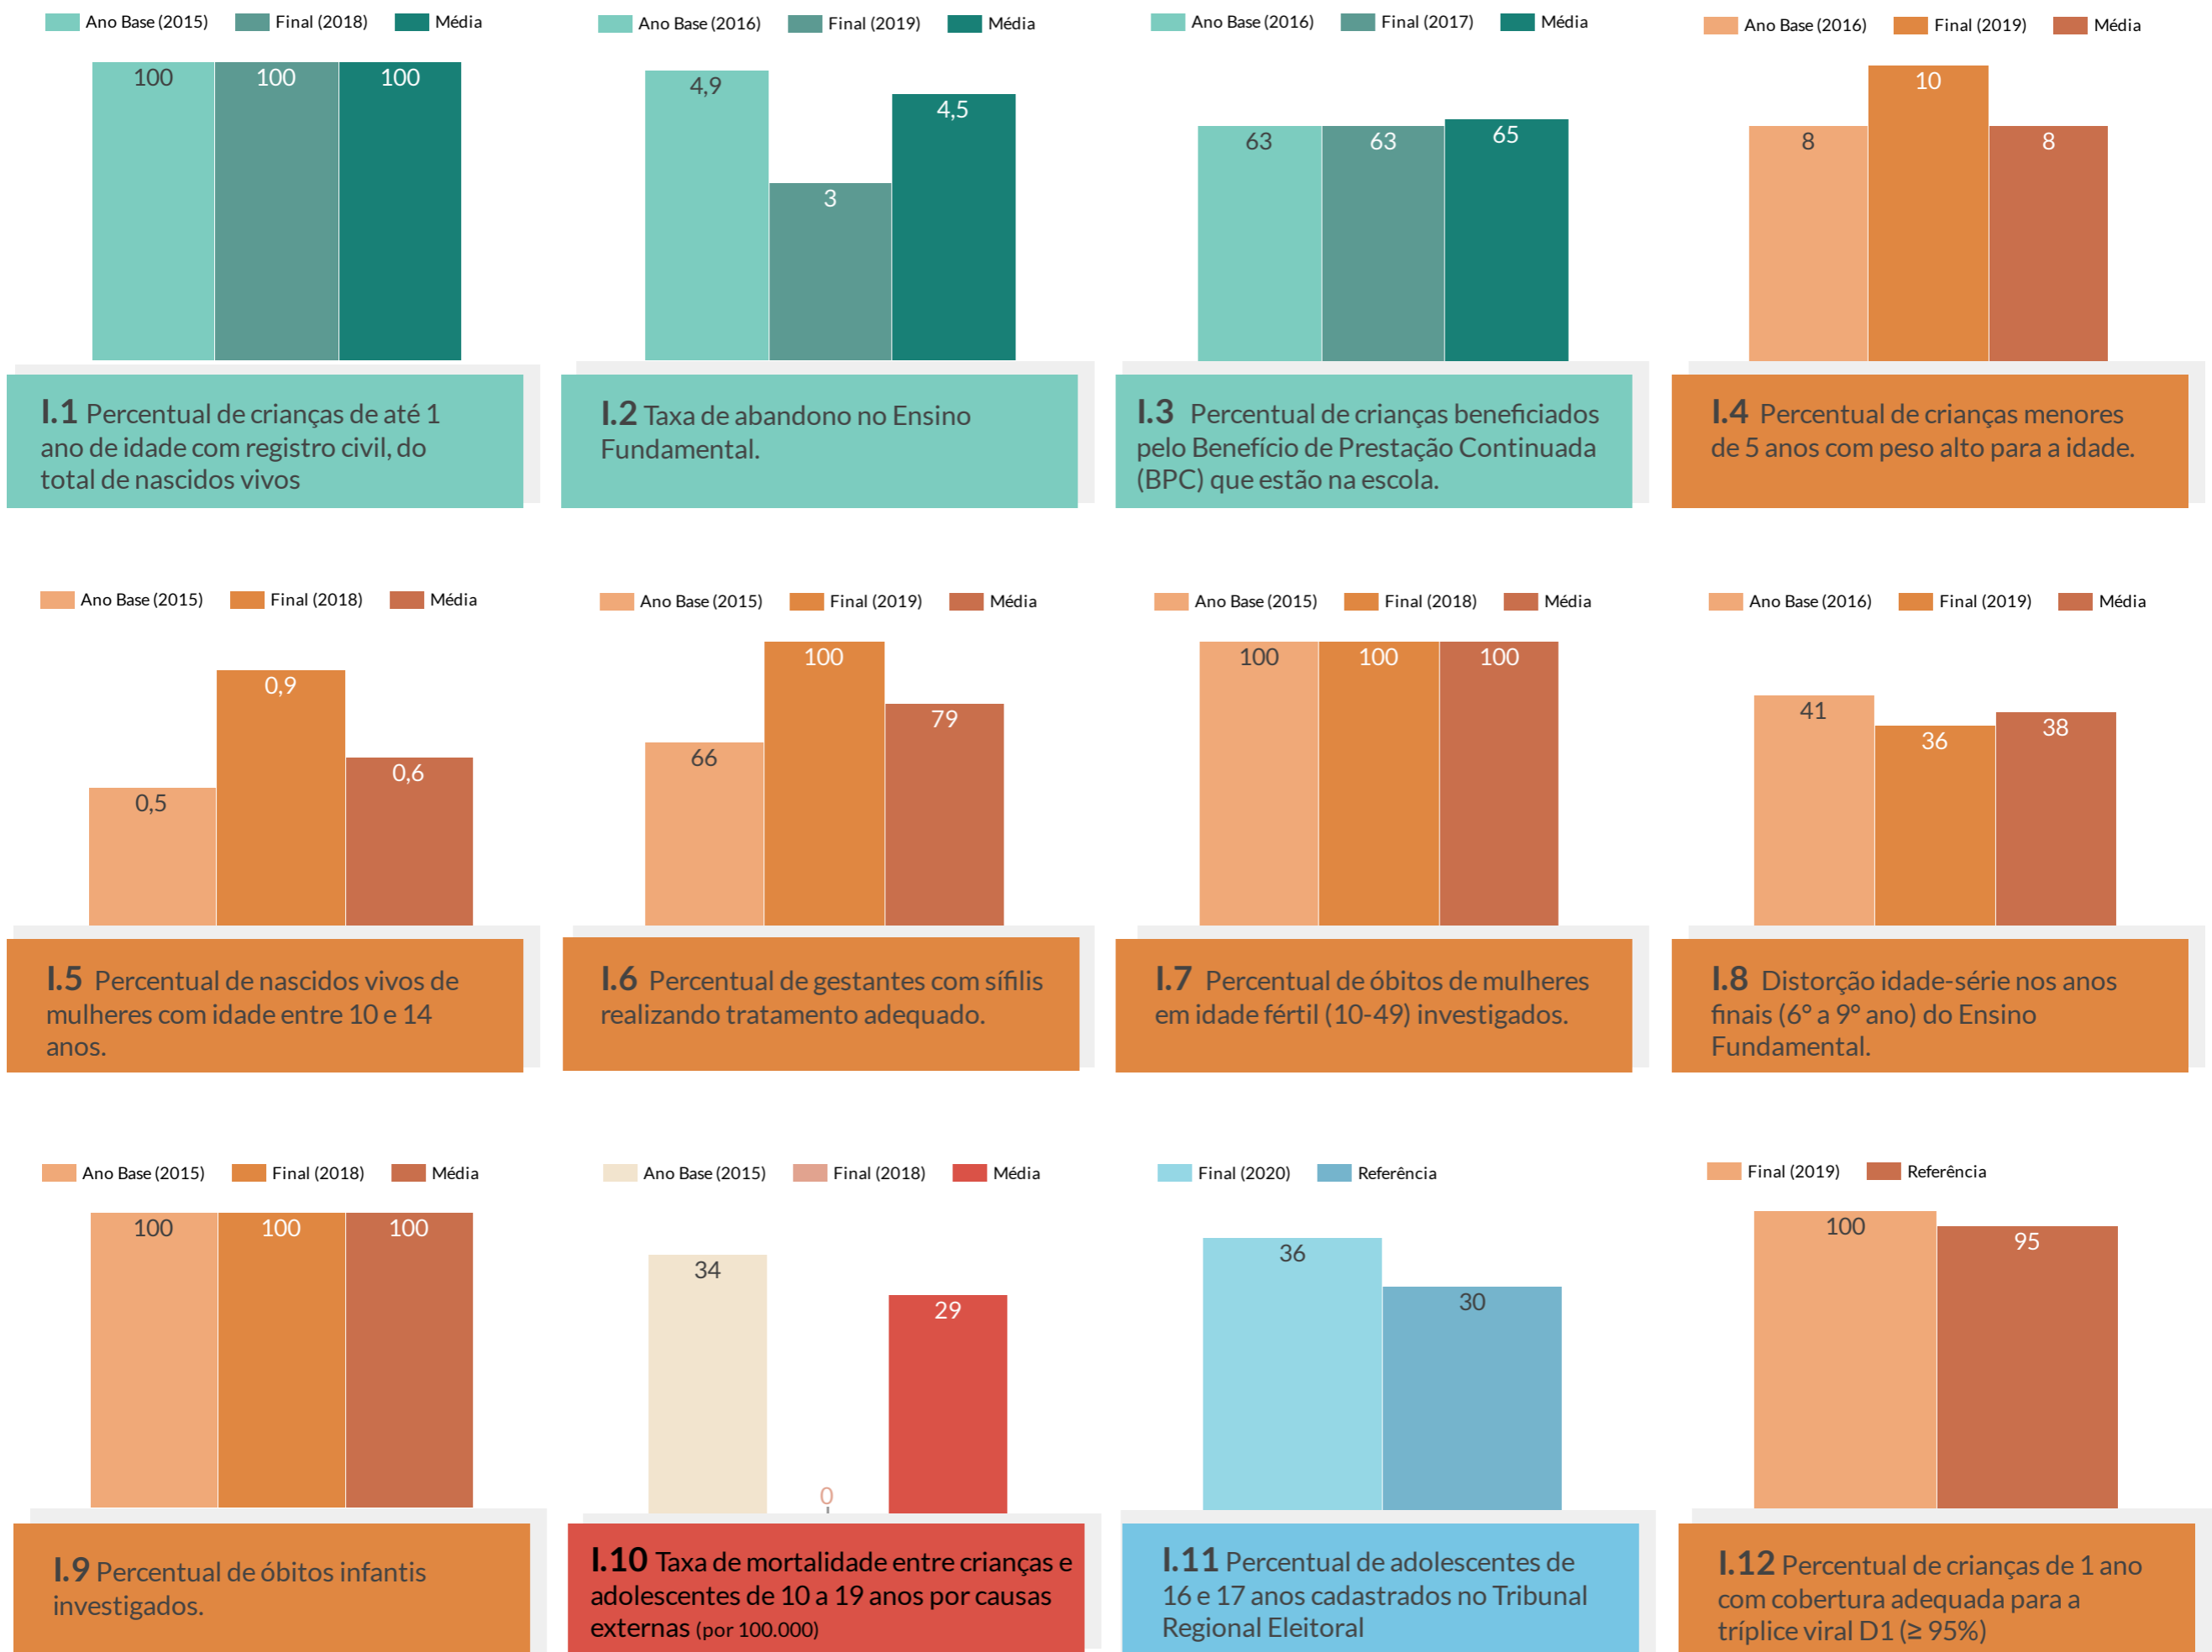 Ano Base (2015) Final (2018) Média
100 100 100
I.1 Percentual de crianças de até 1
ano de idade com registro civil, do
total de nascidos vivos
Ano Base (2016) Final (2019) Média
4,9 3 4,5
I.2 Taxa de abandono no Ensino
Fundamental.
Ano Base (2016) Final (2017) Média
63 63 65
I.3 Percentual de crianças beneficiados
pelo Benefício de Prestação Continuada
(BPC) que estão na escola.
Ano Base (2016) Final (2019) Média
8 10 8
I.4 Percentual de crianças menores
de 5 anos com peso alto para a idade.
Ano Base (2015) Final (2018) Média
0,5 0,9 0,6
I.5 Percentual de nascidos vivos de
mulheres com idade entre 10 e 14
anos.
Ano Base (2015) Final (2019) Média
66 100 79
I.6 Percentual de gestantes com sífilis
realizando tratamento adequado.
Ano Base (2015) Final (2018) Média
100 100 100
I.7 Percentual de óbitos de mulheres
em idade fértil (10-49) investigados.
Ano Base (2016) Final (2019) Média
41 36 38
I.8 Distorção idade-série nos anos
finais (6º a 9º ano) do Ensino
Fundamental.
Ano Base (2015) Final (2018) Média
100 100 100
I.9 Percentual de óbitos infantis
investigados.
Ano Base (2015) Final (2018) Média
34 0 29
I.10 Taxa de mortalidade entre crianças e
adolescentes de 10 a 19 anos por causas
externas (por 100.000)
Final (2020) Referência
36 30
I.11 Percentual de adolescentes de
16 e 17 anos cadastrados no Tribunal
Regional Eleitoral
Final (2019) Referência
100 95
I.12 Percentual de crianças de 1 ano
com cobertura adequada para a
tríplice viral D1 (≥ 95%)